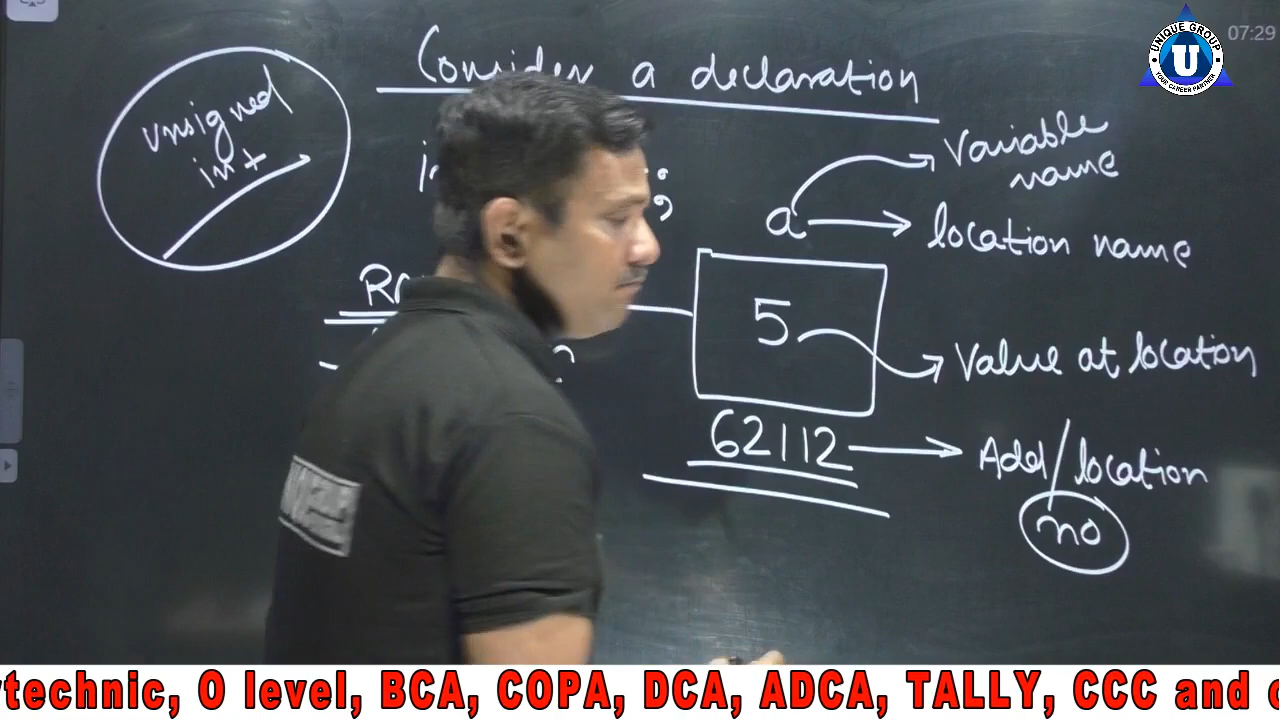 Consider a declaration
unsigned
int
;
variable
name
a
location name
5
Value at location
62112
Add/location
no
UNIQUE GROUP
U
YOUR CAREER PARTNER
07:29
technic, O level, BCA, COPA, DCA, ADCA, TALLY, CCC and